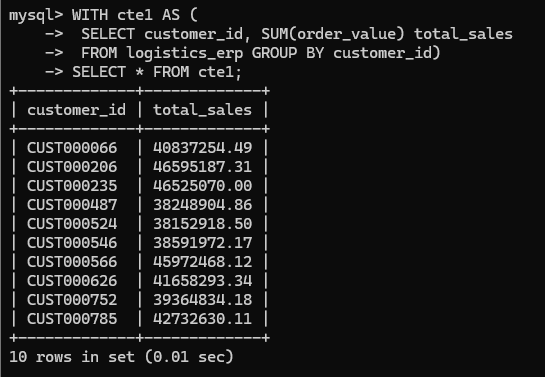 mysql> WITH cte1 AS (
    ->  SELECT customer_id, SUM(order_value) total_sales
    ->  FROM logistics_erp GROUP BY customer_id)
    -> SELECT * FROM cte1;
+-------------+-------------+
| customer_id | total_sales |
+-------------+-------------+
| CUST000066  | 40837254.49 |
| CUST000206  | 46595187.31 |
| CUST000235  | 46525070.00 |
| CUST000487  | 38248904.86 |
| CUST000524  | 38152918.50 |
| CUST000546  | 38591972.17 |
| CUST000566  | 45972468.12 |
| CUST000626  | 41658293.34 |
| CUST000752  | 39364834.18 |
| CUST000785  | 42732630.11 |
+-------------+-------------+
10 rows in set (0.01 sec)